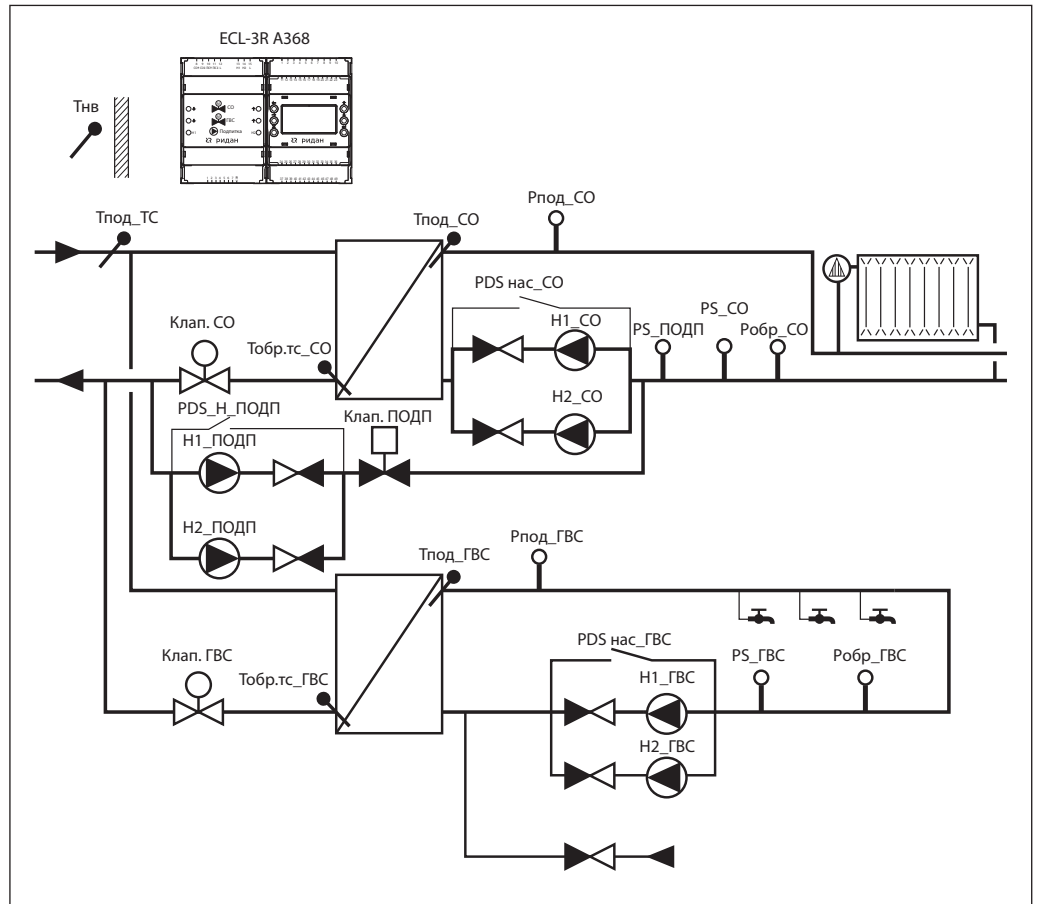 ECL-3R A368
Тнв
СО
ГВС
Подпитка
ридан
ридан
Тпод_ТС
Тпод_СО
Рпод_СО
PDS нас_СО
Клап. СО
Н1_СО
PS_ПОДП
PS_СО
Робр_СО
Тобр.тс_СО
Н2_СО
PDS_Н_ПОДП
Клап. ПОДП
Н1_ПОДП
Н2_ПОДП
Тпод_ГВС
Рпод_ГВС
PDS нас_ГВС
Клап. ГВС
Тобр.тс_ГВС
Н1_ГВС
PS_ГВС
Робр_ГВС
Н2_ГВС